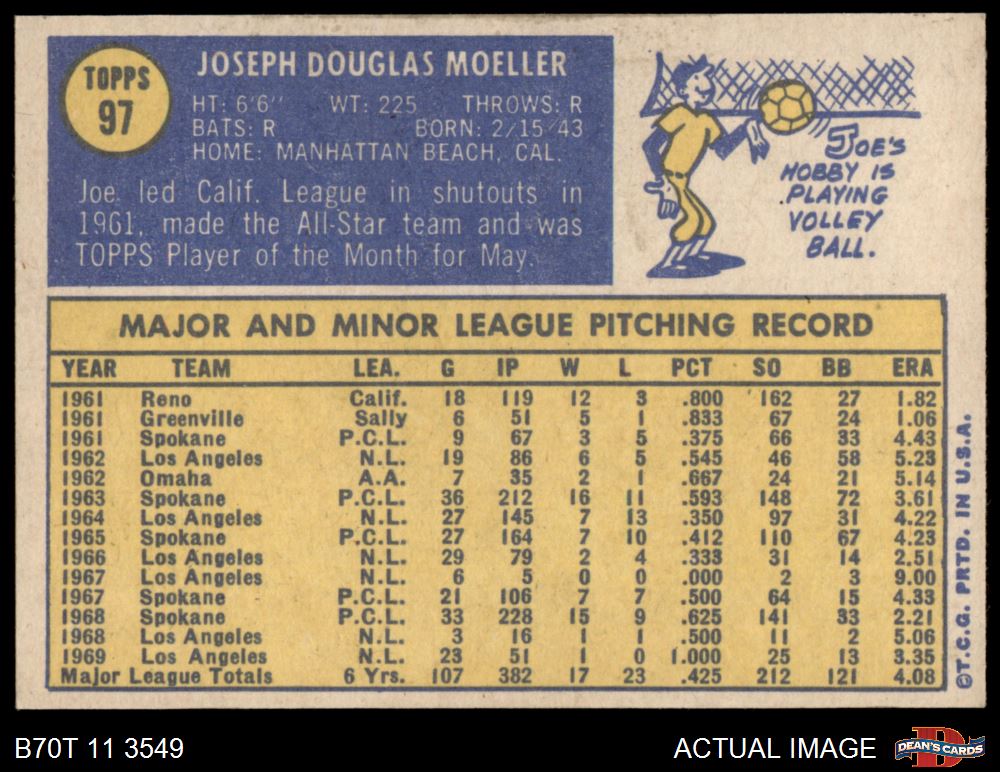 TOPPS
97
JOSEPH DOUGLAS MOELLER
HT: 6'6" WT: 225 THROWS: R
BATS: R BORN: 2/15/43
HOME: MANHATTAN BEACH, CAL.
Joe led Calif. League in shutouts in
1961, made the All-Star team and was
TOPPS Player of the Month for May.
JOE'S
HOBBY IS
PLAYING
VOLLEY
BALL.
MAJOR AND MINOR LEAGUE PITCHING RECORD
YEAR TEAM LEA. G IP W L PCT SO BB ERA
1961 Reno Calif. 18 119 12 3 .800 162 27 1.82
1961 Greenville Sally 6 51 5 1 .833 67 24 1.06
1961 Spokane P.C.L. 9 67 3 5 .375 66 33 4.43
1962 Los Angeles N.L. 19 86 6 5 .545 46 58 5.23
1962 Omaha A.A. 7 35 2 1 .667 24 21 5.14
1963 Spokane P.C.L. 36 212 16 11 .593 148 72 3.61
1964 Los Angeles N.L. 27 145 7 13 .350 97 31 4.22
1965 Spokane P.C.L. 27 164 7 10 .412 110 67 4.23
1966 Los Angeles N.L. 29 79 2 4 .333 31 14 2.51
1967 Los Angeles N.L. 6 5 0 0 .000 2 3 9.00
1967 Spokane P.C.L. 21 106 7 7 .500 64 15 4.33
1968 Spokane P.C.L. 33 228 15 9 .625 141 33 2.21
1968 Los Angeles N.L. 3 16 1 1 .500 11 2 5.06
1969 Los Angeles N.L. 23 51 1 0 1.000 25 13 3.35
Major League Totals 6 Yrs. 107 382 17 23 .425 212 121 4.08
©T.C.G. PRTD. IN U.S.A.
B70T 11 3549
ACTUAL IMAGE
D
DEAN'S CARDS